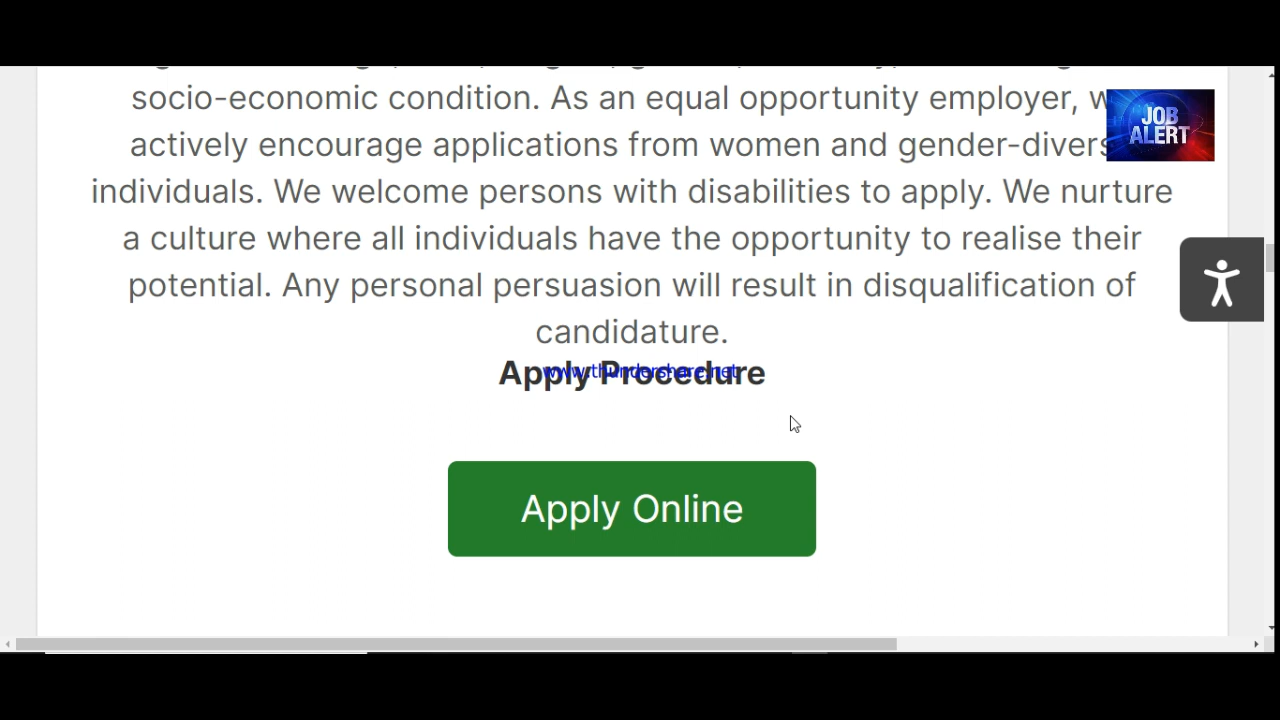 socio-economic condition. As an equal opportunity employer, w
actively encourage applications from women and gender-divers
individuals. We welcome persons with disabilities to apply. We nurture
a culture where all individuals have the opportunity to realise their
potential. Any personal persuasion will result in disqualification of
candidature.
Apply Procedure
www.thundershare.net
Apply Online
JOB
ALERT